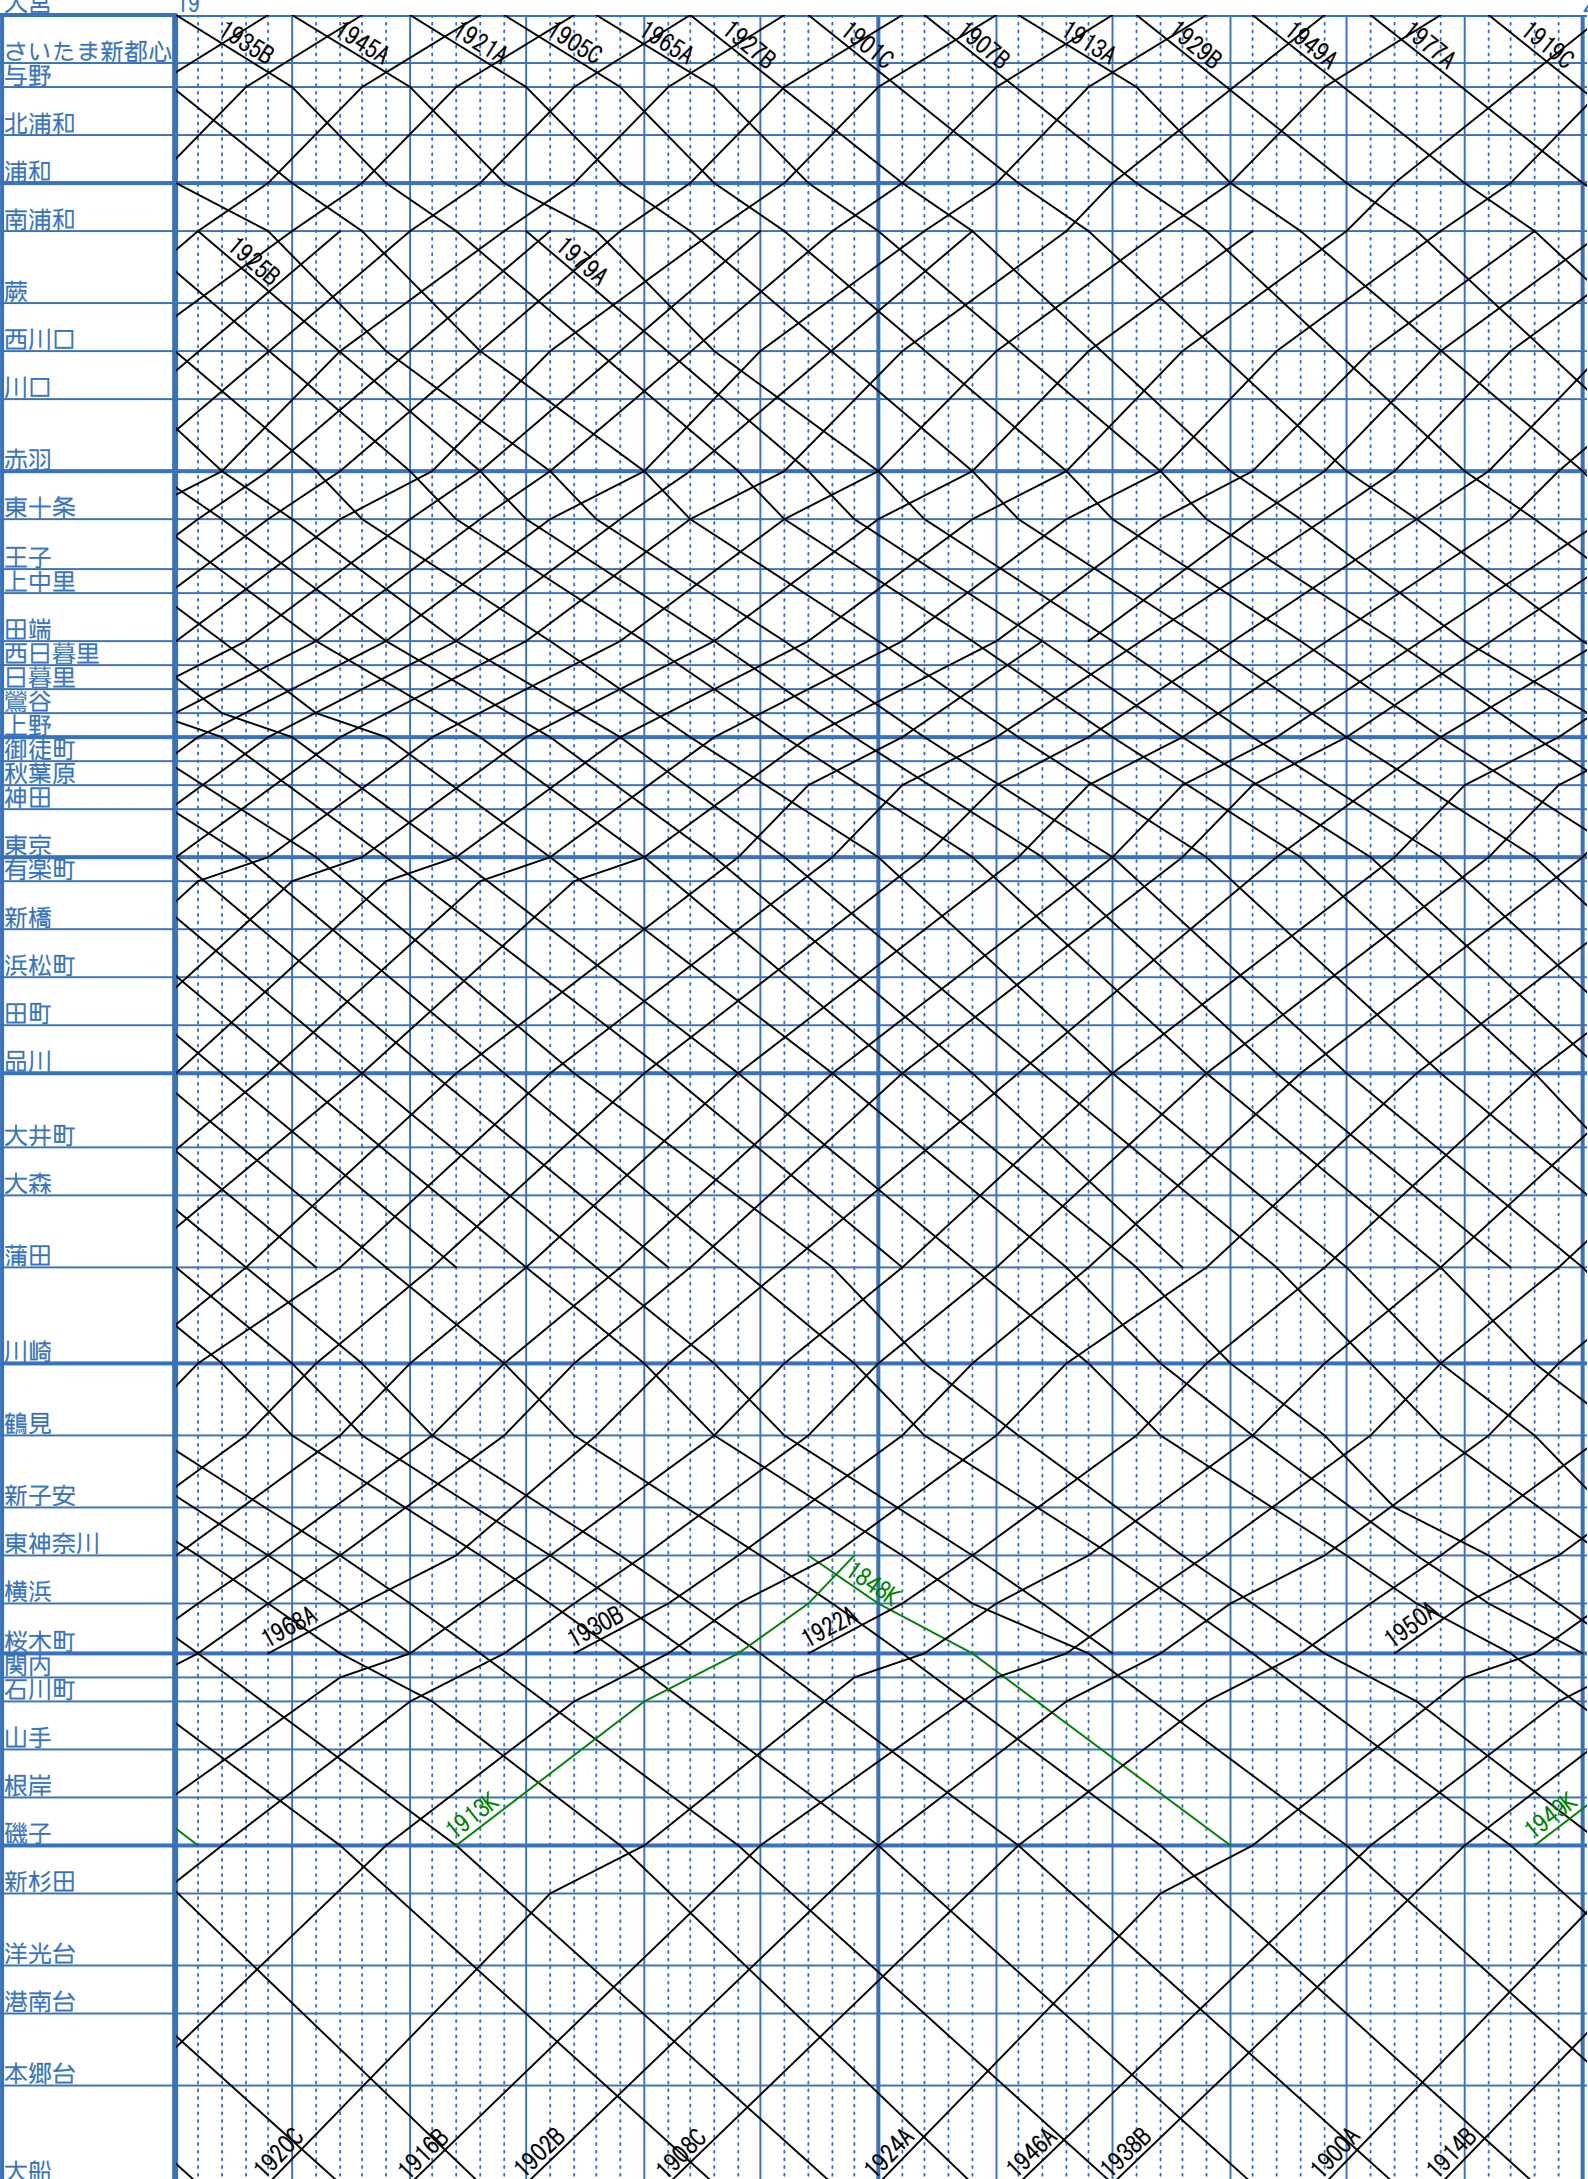 大宮
19
さいたま新都心
1935B
1945A
1921A
1905C
1965A
1927B
1901C
1907B
1913A
1929B
1949A
1977A
1919C
与野
北浦和
浦和
南浦和
1925B
1979A
蕨
西川口
川口
赤羽
東十条
王子
上中里
田端
西日暮里
日暮里
鶯谷
上野
御徒町
秋葉原
神田
東京
有楽町
新橋
浜松町
田町
品川
大井町
大森
蒲田
川崎
鶴見
新子安
東神奈川
横浜
1848K
桜木町
1968A
1930B
1922A
1950A
関内
石川町
山手
根岸
磯子
1913K
1949K
新杉田
洋光台
港南台
本郷台
大船
1920C
1916B
1902B
1908C
1924A
1946A
1938B
1900A
1914B